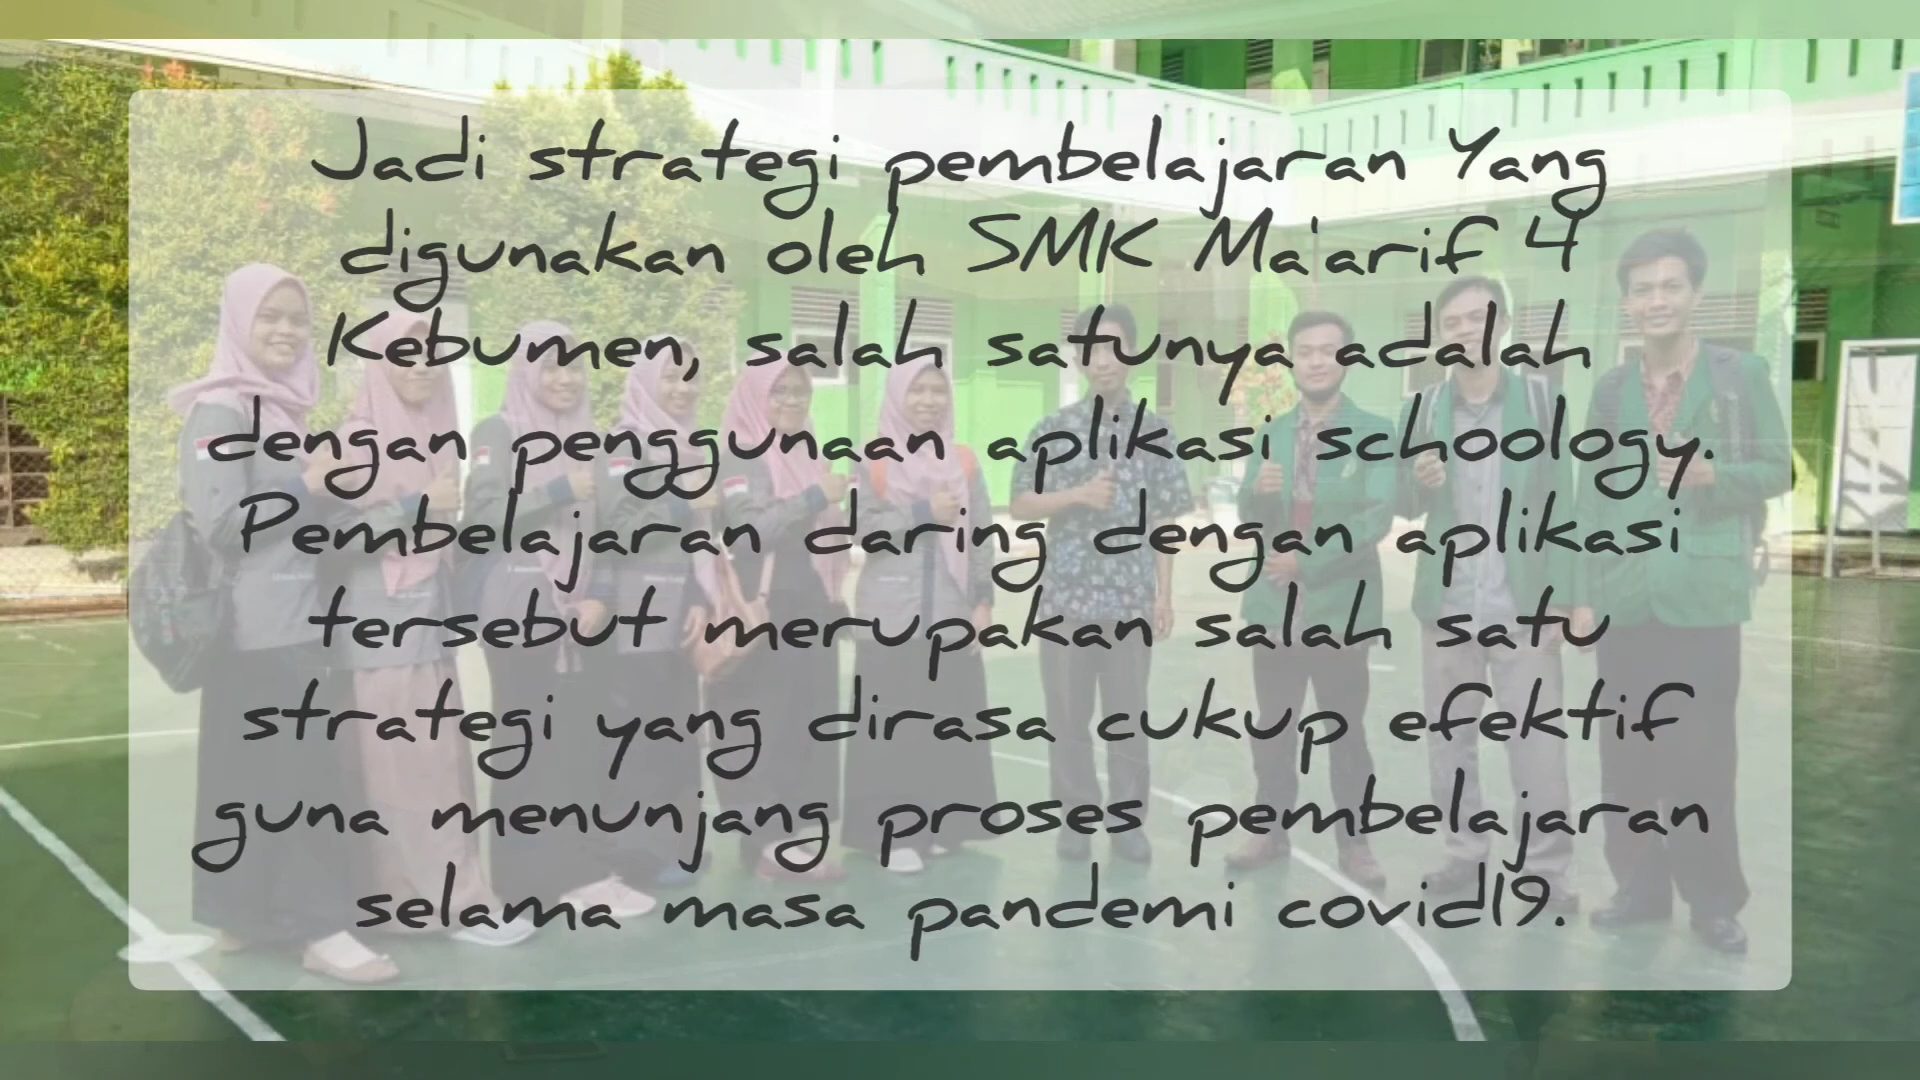 Jadi strategi pembelajaran Yang
digunakan oleh SMK Ma'arif 4
Kebumen, salah satunya adalah
dengan penggunaan aplikasi schoology.
Pembelajaran daring dengan aplikasi
tersebut merupakan salah satu
strategi yang dirasa cukup efektif
guna menunjang proses pembelajaran
selama masa pandemi covid19.